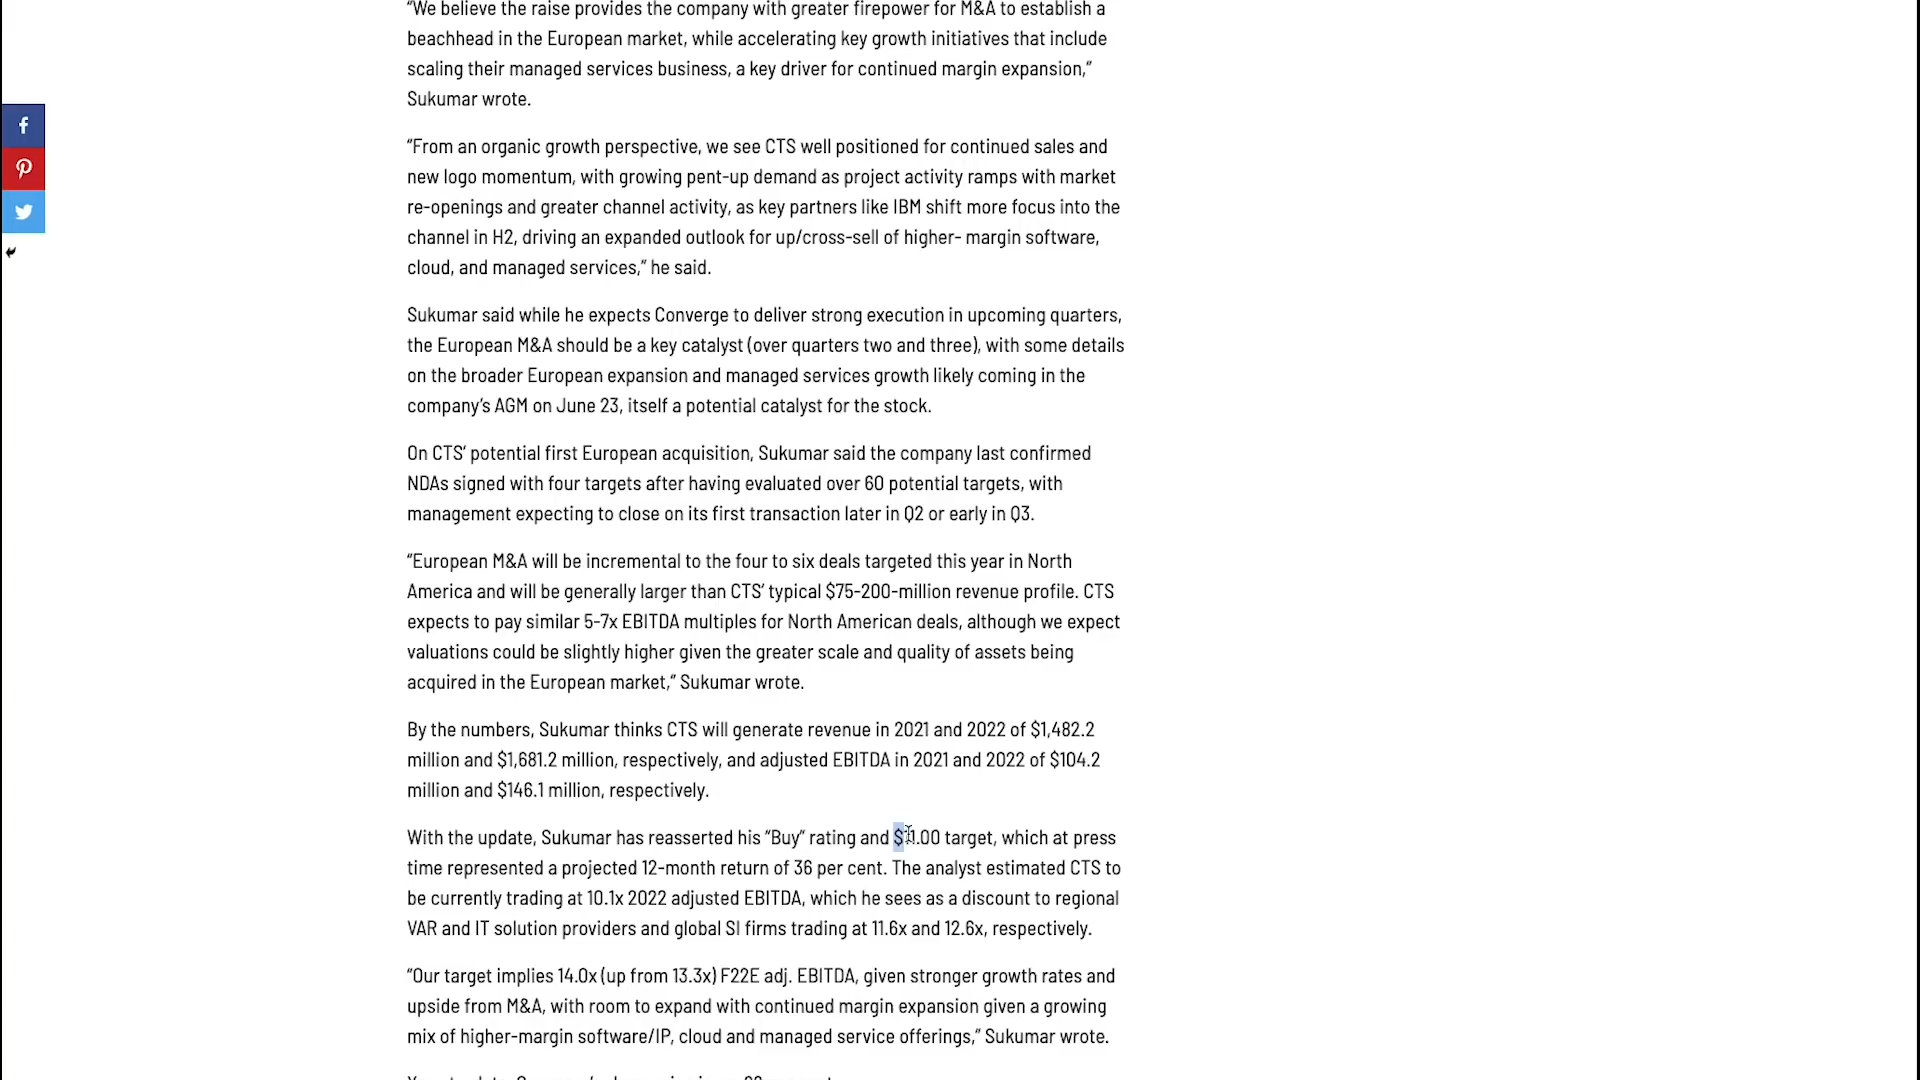 “We believe the raise provides the company with greater firepower for M&A to establish a
beachhead in the European market, while accelerating key growth initiatives that include
scaling their managed services business, a key driver for continued margin expansion,”
Sukumar wrote.
“From an organic growth perspective, we see CTS well positioned for continued sales and
new logo momentum, with growing pent-up demand as project activity ramps with market
re-openings and greater channel activity, as key partners like IBM shift more focus into the
channel in H2, driving an expanded outlook for up/cross-sell of higher- margin software,
cloud, and managed services,” he said.
Sukumar said while he expects Converge to deliver strong execution in upcoming quarters,
the European M&A should be a key catalyst (over quarters two and three), with some details
on the broader European expansion and managed services growth likely coming in the
company’s AGM on June 23, itself a potential catalyst for the stock.
On CTS’ potential first European acquisition, Sukumar said the company last confirmed
NDAs signed with four targets after having evaluated over 60 potential targets, with
management expecting to close on its first transaction later in Q2 or early in Q3.
“European M&A will be incremental to the four to six deals targeted this year in North
America and will be generally larger than CTS’ typical $75-200-million revenue profile. CTS
expects to pay similar 5-7x EBITDA multiples for North American deals, although we expect
valuations could be slightly higher given the greater scale and quality of assets being
acquired in the European market,” Sukumar wrote.
By the numbers, Sukumar thinks CTS will generate revenue in 2021 and 2022 of $1,482.2
million and $1,681.2 million, respectively, and adjusted EBITDA in 2021 and 2022 of $104.2
million and $146.1 million, respectively.
With the update, Sukumar has reasserted his “Buy” rating and target, which at press
time represented a projected 12-month return of 36 per cent. The analyst estimated CTS to
be currently trading at 10.1x 2022 adjusted EBITDA, which he sees as a discount to regional
VAR and IT solution providers and global SI firms trading at 11.6x and 12.6x, respectively.
“Our target implies 14.0x (up from 13.3x) F22E adj. EBITDA, given stronger growth rates and
upside from M&A, with room to expand with continued margin expansion given a growing
mix of higher-margin software/IP, cloud and managed service offerings,” Sukumar wrote.